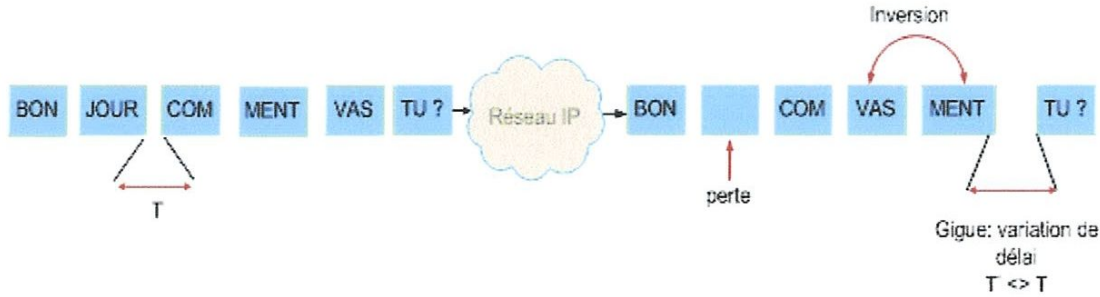 Inversion
BON JOUR COM MENT VAS TU ? Réseau IP BON COM VAS MENT TU ?
perte
T
Gigue: variation de
délai
T <> T